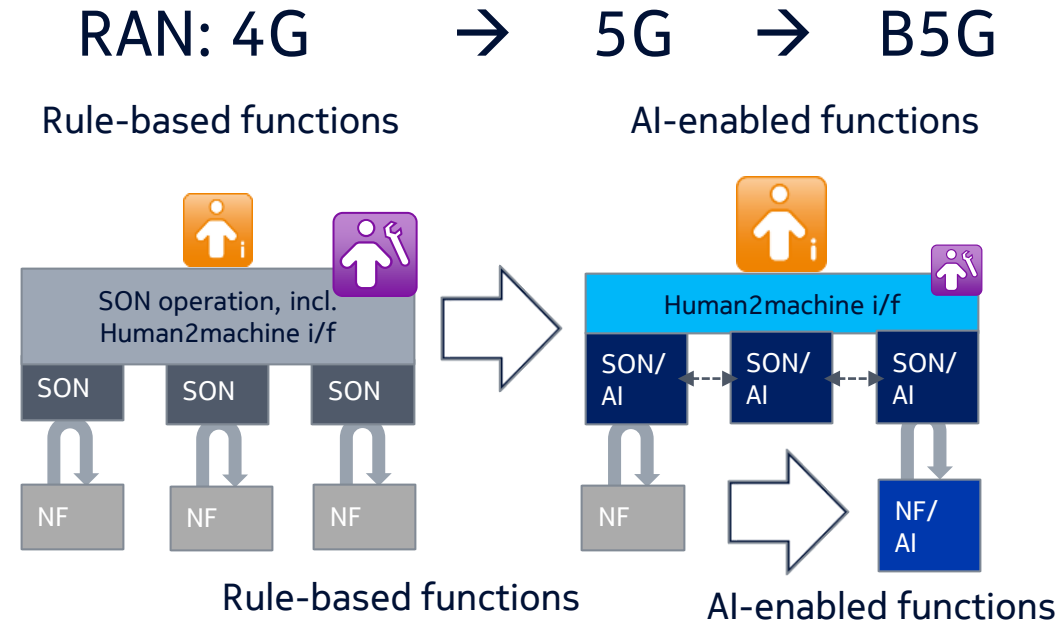 RAN: 4G → 5G → B5G
Rule-based functions
AI-enabled functions
i
i
SON operation, incl.
Human2machine i/f
Human2machine i/f
SON
SON
SON
SON/
AI
SON/
AI
SON/
AI
NF
NF
NF
NF
NF/
AI
Rule-based functions
AI-enabled functions